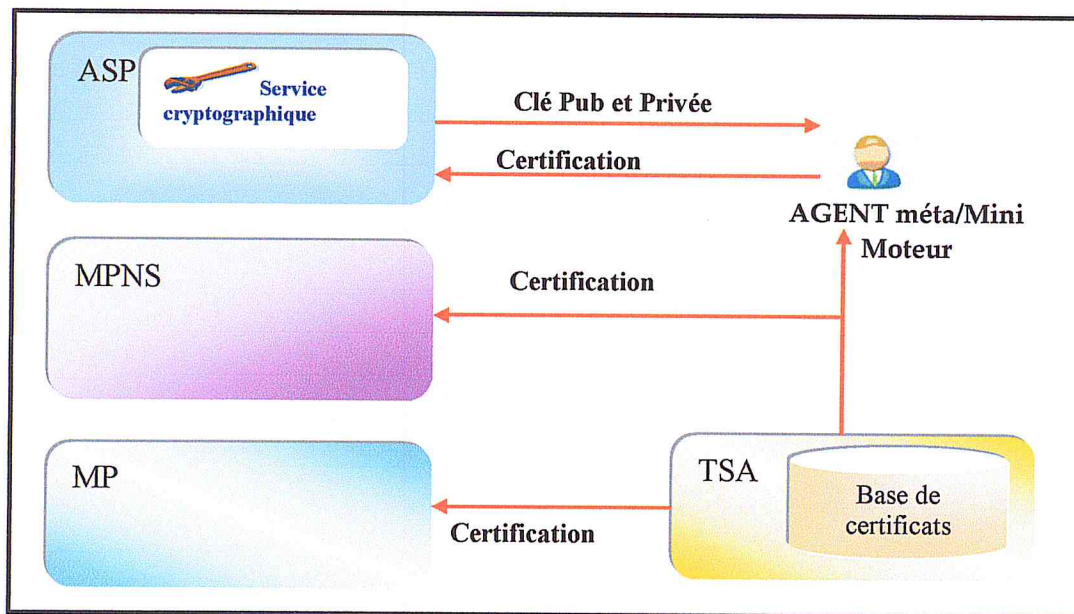 ASP
Service
cryptographique
Clé Pub et Privée
Certification
AGENT méta/Mini
Moteur
MPNS
Certification
MP
Certification
TSA
Base de
certificats